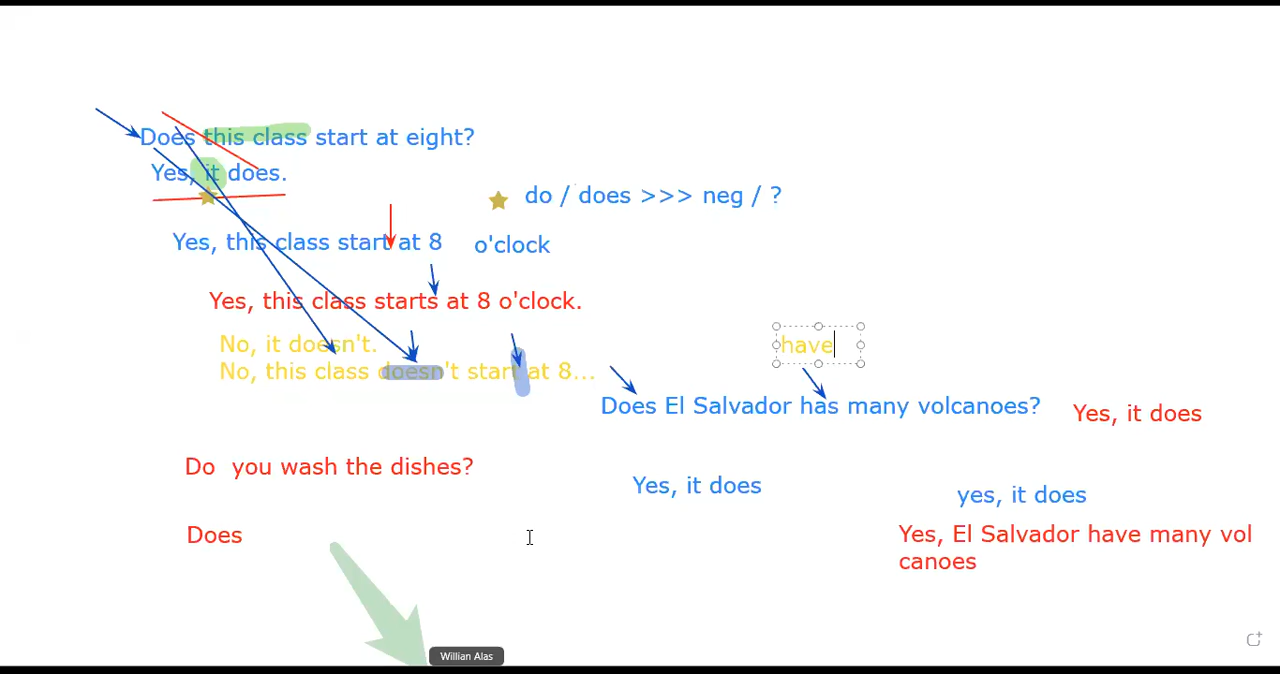 Does this class start at eight?
Yes, it does.
do / does >>> neg / ?
Yes, this class start at 8 o'clock
Yes, this class starts at 8 o'clock.
No, it doesn't.
No, this class doesn't start at 8...
have
Does El Salvador has many volcanoes?
Yes, it does
Do you wash the dishes?
Yes, it does
yes, it does
Does
Yes, El Salvador have many vol
canoes
Willian Alas